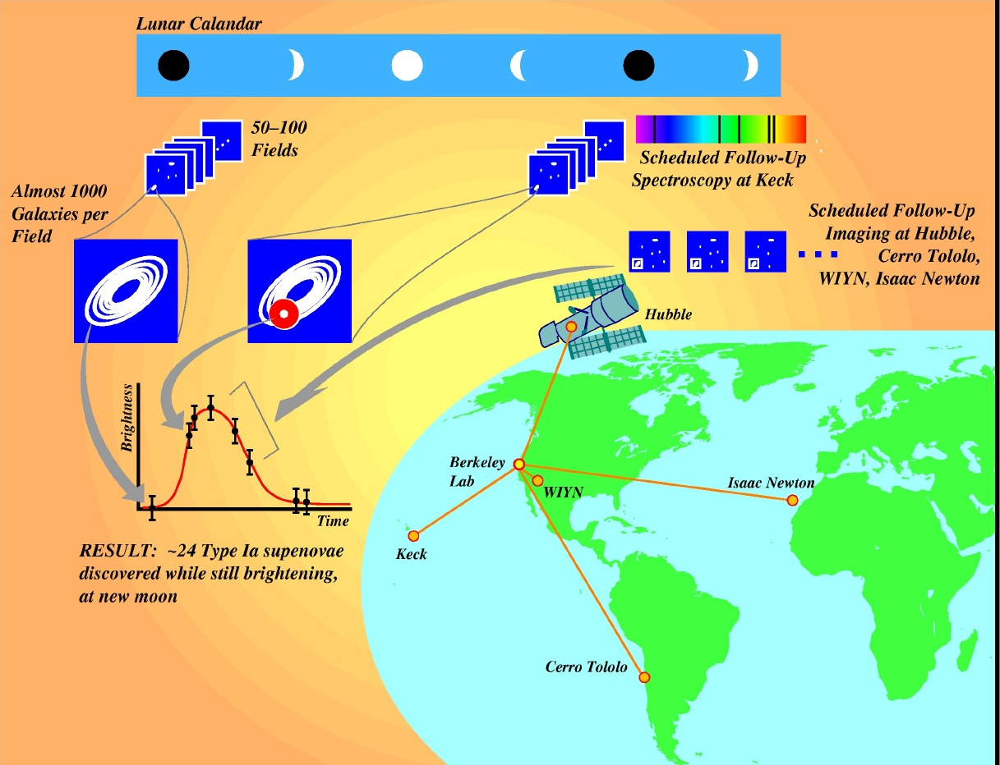 Lunar Calandar
50–100
Fields
Almost 1000
Galaxies per
Field
Scheduled Follow-Up
Spectroscopy at Keck
Scheduled Follow-Up
Imaging at Hubble,
Cerro Tololo,
WIYN, Isaac Newton
Hubble
Brightness
Time
RESULT: ~24 Type Ia supenovae
discovered while still brightening,
at new moon
Berkeley
Lab
WIYN
Isaac Newton
Keck
Cerro Tololo